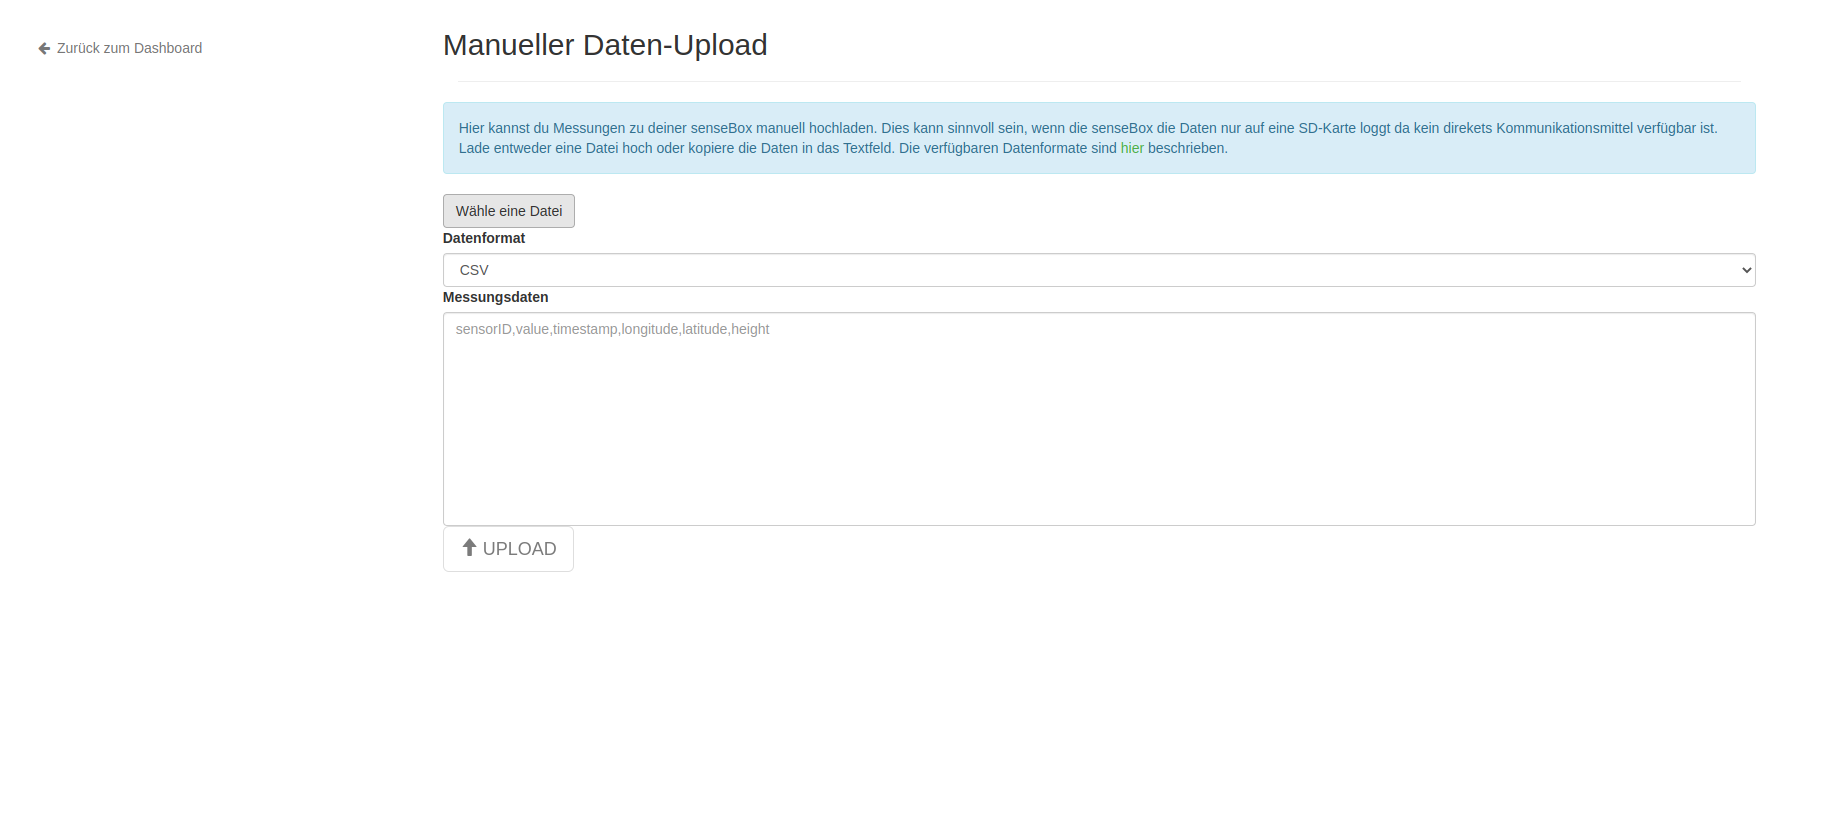 Zurück zum Dashboard
Manueller Daten-Upload
Hier kannst du Messungen zu deiner senseBox manuell hochladen. Dies kann sinnvoll sein, wenn die senseBox die Daten nur auf eine SD-Karte loggt da kein direkets Kommunikationsmittel verfügbar ist.
Lade entweder eine Datei hoch oder kopiere die Daten in das Textfeld. Die verfügbaren Datenformate sind hier beschrieben.
Wähle eine Datei
Datenformat
CSV
Messungsdaten
sensorID,value,timestamp,longitude,latitude,height
UPLOAD